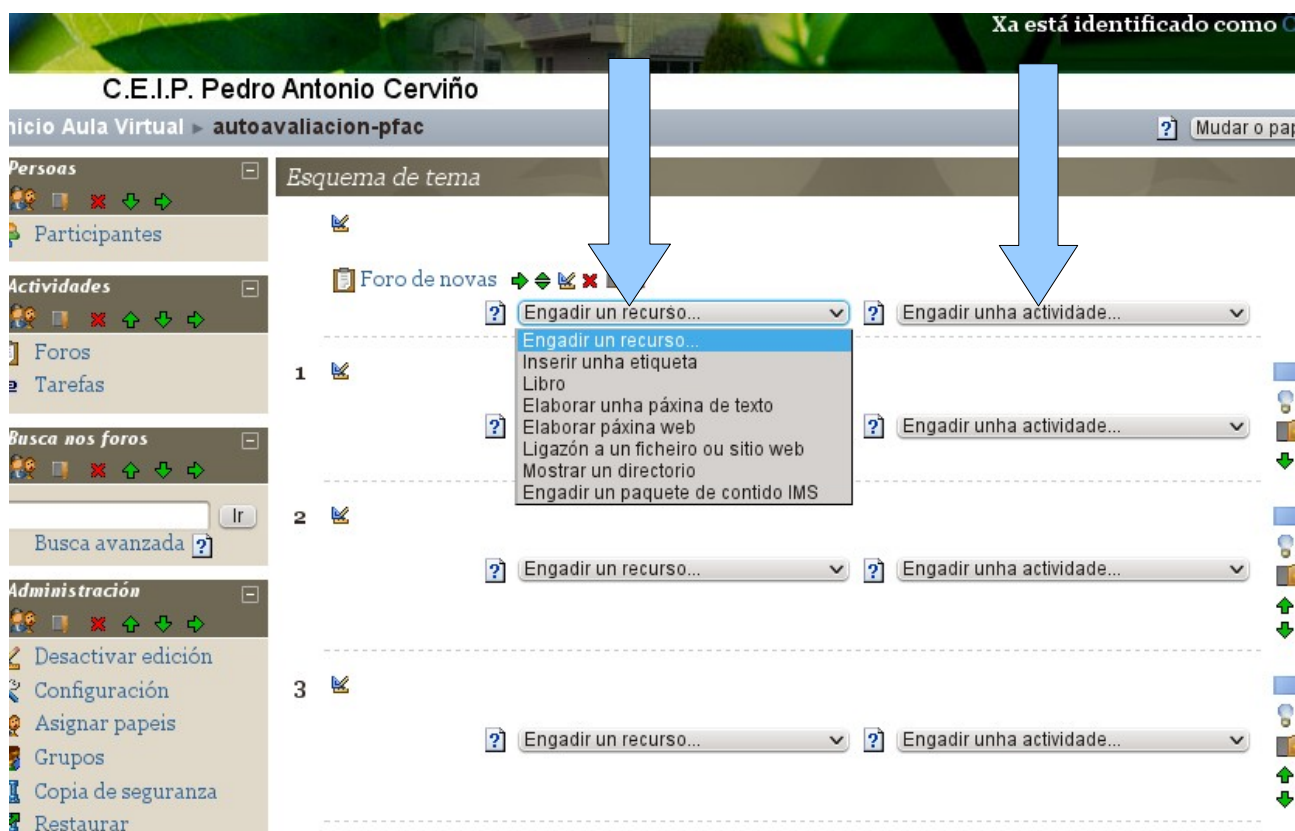 Xa está identificado como
C.E.I.P. Pedro Antonio Cerviño
nicio Aula Virtual ► autoavaliacion-pfac
Mudar o pap
Persoas
Participantes
Actividades
Foros
Tarefas
Busca nos foros
Ir
Busca avanzada
Administración
Desactivar edición
Configuración
Asignar papeis
Grupos
Copia de seguranza
Restaurar
Esquema de tema
Foro de novas
Engadir un recurso... Engadir unha actividade...
Engadir un recurso...
Inserir unha etiqueta
Libro
Elaborar unha páxina de texto
Elaborar páxina web
Ligazón a un ficheiro ou sitio web
Mostrar un directorio
Engadir un paquete de contido IMS
1
Engadir unha actividade...
2
Engadir un recurso... Engadir unha actividade...
3
Engadir un recurso... Engadir unha actividade...